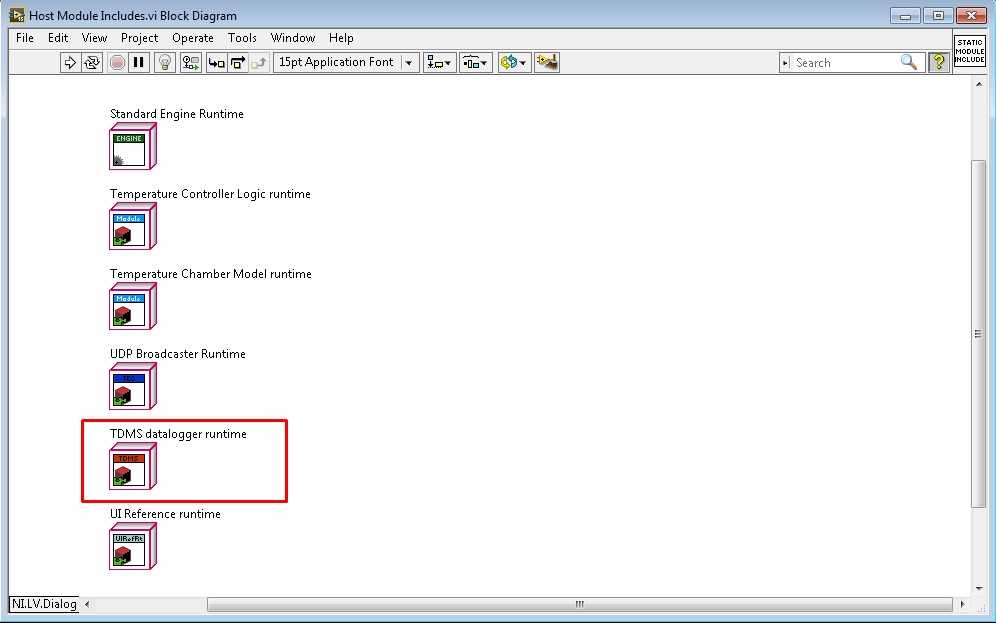 Host Module Includes.vi Block Diagram
File Edit View Project Operate Tools Window Help
15pt Application Font
Search
STATIC
MODULE
INCLUDE
Standard Engine Runtime
ENGINE
Temperature Controller Logic runtime
Module
Temperature Chamber Model runtime
Module
UDP Broadcaster Runtime
TDMS datalogger runtime
TDMS
UI Reference runtime
UIRefRt
NI.LV.Dialog